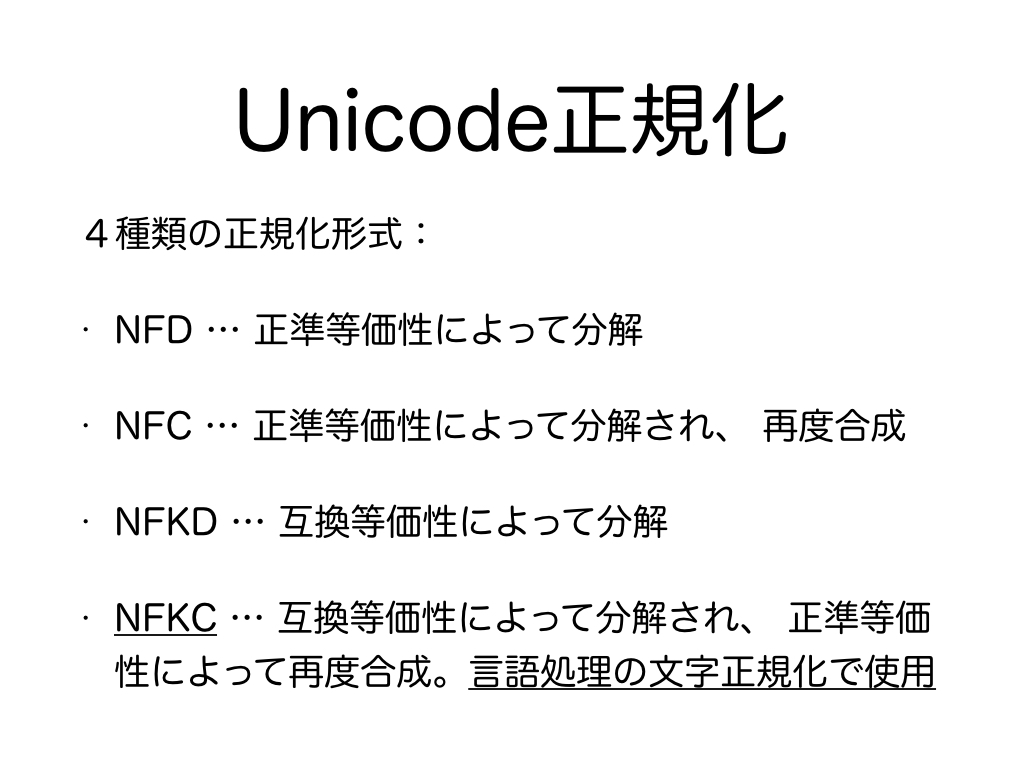 Unicode正規化
４種類の正規化形式：
・ NFD … 正準等価性によって分解
・ NFC … 正準等価性によって分解され、 再度合成
・ NFKD … 互換等価性によって分解
・ NFKC … 互換等価性によって分解され、 正準等価
性によって再度合成。言語処理の文字正規化で使用